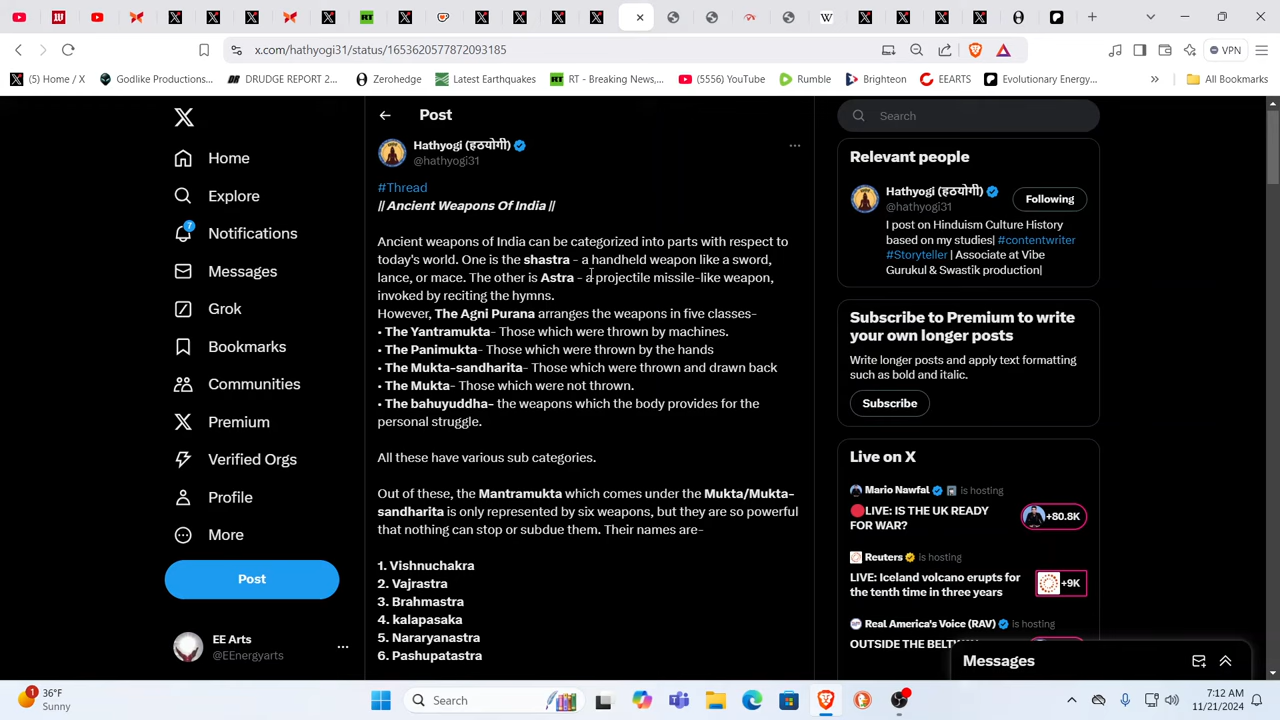 x.com/hathyogi31/status/1653620577872093185
VPN
(5) Home / X
Godlike Productions...
DRUDGE REPORT 2...
Zerohedge
Latest Earthquakes
RT - Breaking News,...
(5555) YouTube
Rumble
Brighteon
EEARTS
Evolutionary Energy...
All Bookmarks
Home
Explore
7
Notifications
Messages
Grok
Bookmarks
Communities
Premium
Verified Orgs
Profile
More
Post
EE Arts
@EEnergyarts
Post
Hathyogi (हठयोगी)
@hathyogi31
#Thread
|| Ancient Weapons Of India ||
Ancient weapons of India can be categorized into parts with respect to
today's world. One is the shastra - a handheld weapon like a sword,
lance, or mace. The other is Astra - a projectile missile-like weapon,
invoked by reciting the hymns.
However, The Agni Purana arranges the weapons in five classes-
• The Yantramukta- Those which were thrown by machines.
• The Panimukta- Those which were thrown by the hands
• The Mukta-sandharita- Those which were thrown and drawn back
• The Mukta- Those which were not thrown.
• The bahuyuddha- the weapons which the body provides for the
personal struggle.
All these have various sub categories.
Out of these, the Mantramukta which comes under the Mukta/Mukta-
sandharita is only represented by six weapons, but they are so powerful
that nothing can stop or subdue them. Their names are-
1. Vishnuchakra
2. Vajrastra
3. Brahmastra
4. kalapasaka
5. Nararyanastra
6. Pashupatastra
Search
Relevant people
Hathyogi (हठयोगी)
@hathyogi31
Following
I post on Hinduism Culture History
based on my studies| #contentwriter
#Storyteller | Associate at Vibe
Gurukul & Swastik production|
Subscribe to Premium to write
your own longer posts
Write longer posts and apply text formatting
such as bold and italic.
Subscribe
Live on X
Mario Nawfal is hosting
LIVE: IS THE UK READY
FOR WAR?
+80.8K
Reuters is hosting
LIVE: Iceland volcano erupts for
the tenth time in three years
+9K
Real America's Voice (RAV) is hosting
Messages
1
36°F
Sunny
Search
7:12 AM
11/21/2024